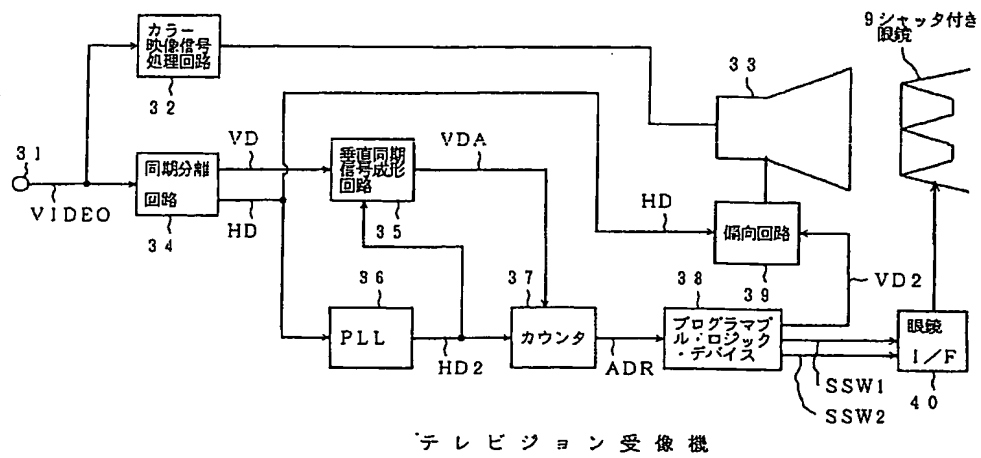 カラー
映像信号
処理回路
32
9シャッタ付き
眼鏡
33
31
VIDEO
同期分離
回路
34
VD
HD
垂直同期
信号成形
回路
35
VDA
HD
偏向回路
39
VD2
36
PLL
HD2
37
カウンタ
ADR
38
プログラマブ
ル・ロジック
・デバイス
SSW1
SSW2
眼鏡
I/F
40
テレビジョン受像機